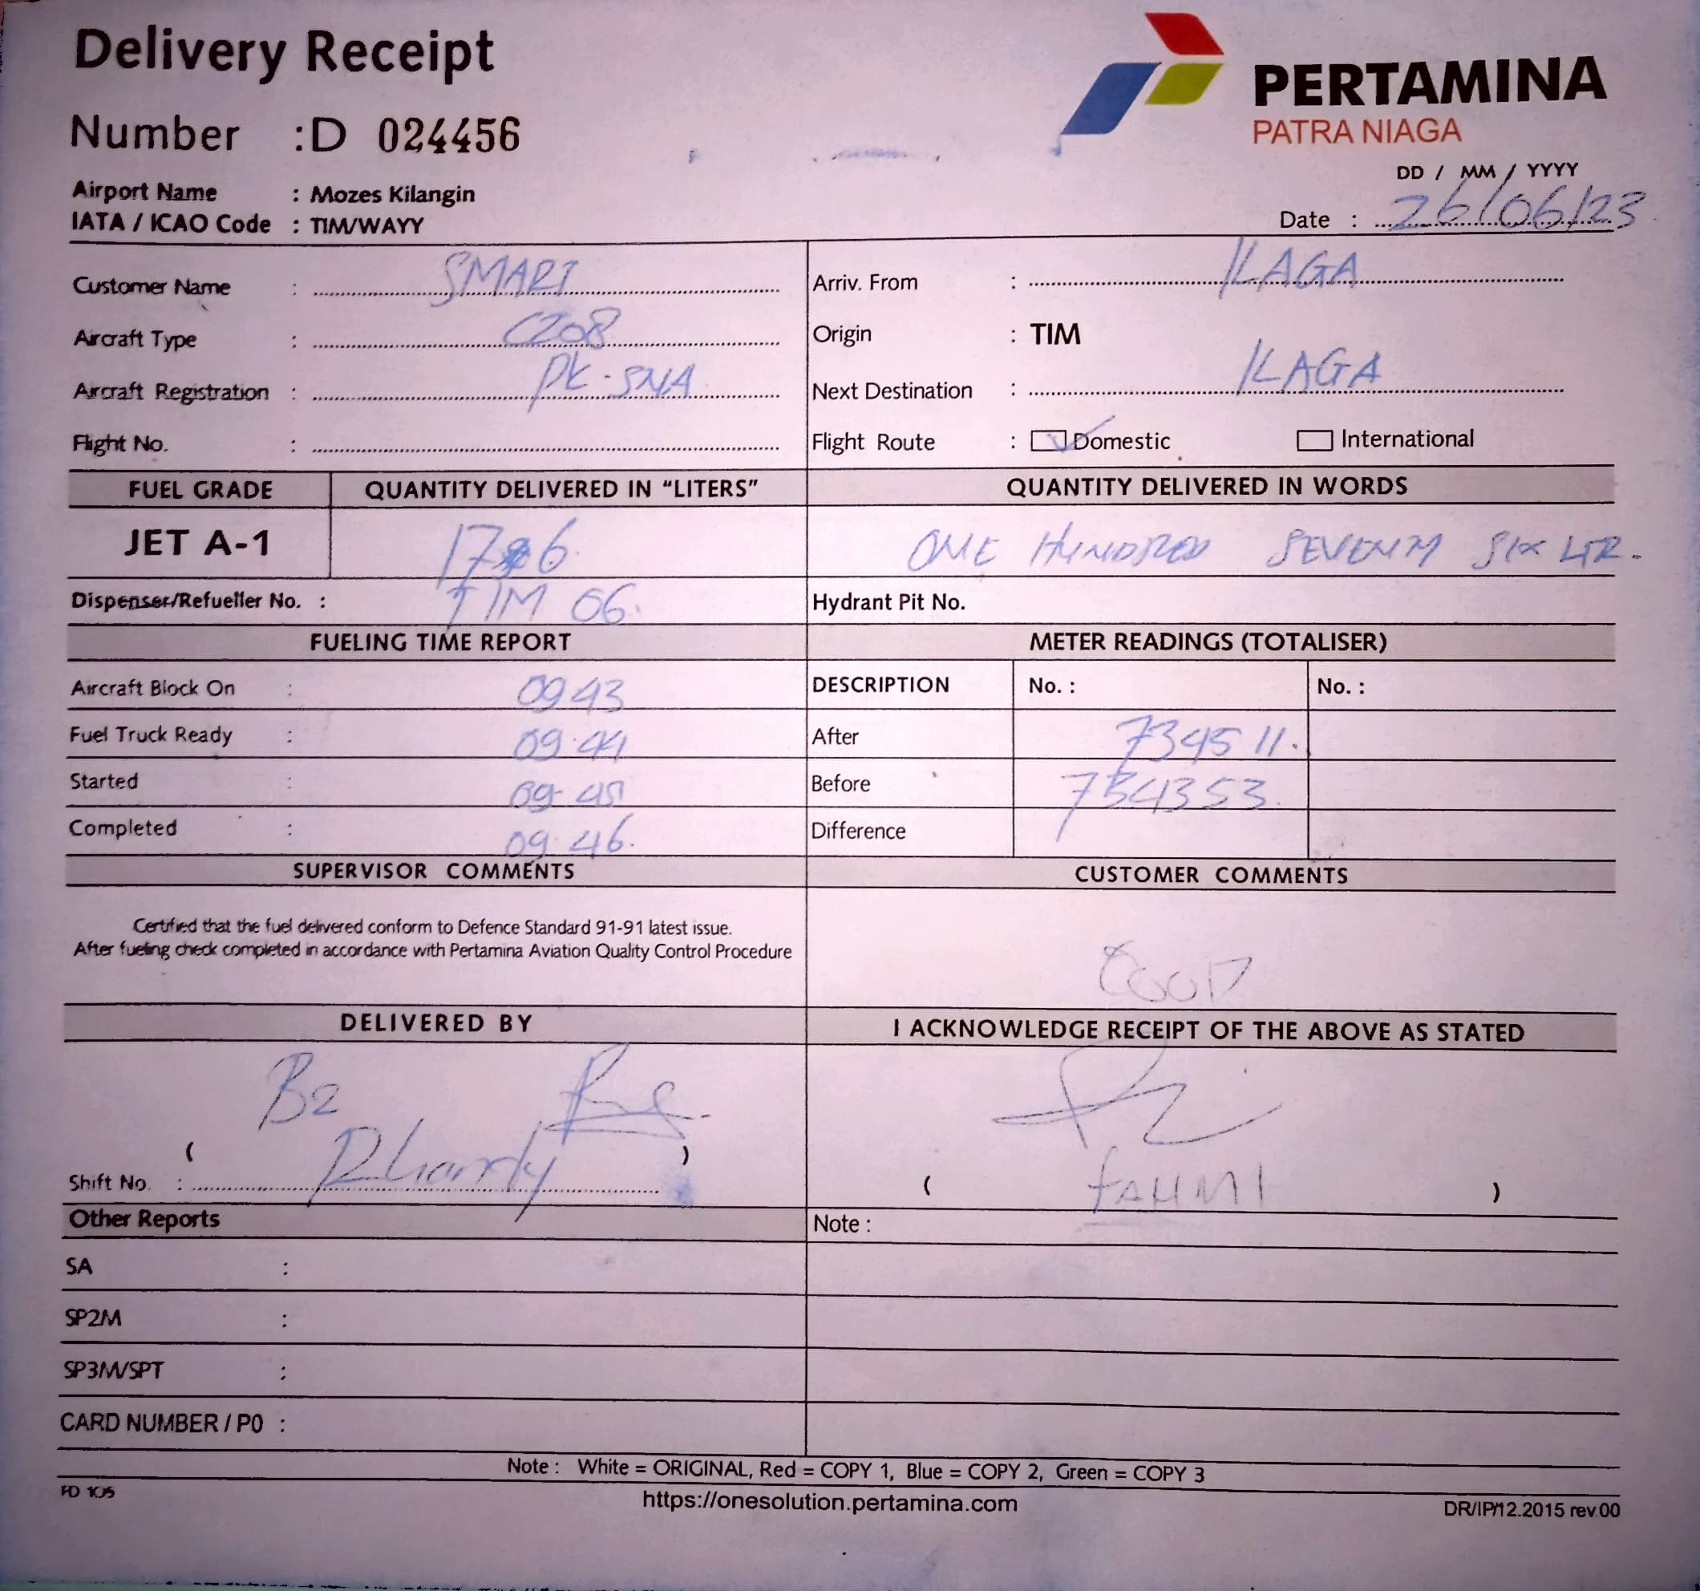 Delivery Receipt
PERTAMINA
PATRA NIAGA
Number :D 024456
Airport Name : Mozes Kilangin
IATA / ICAO Code : TIM/WAYY
DD / MM / YYYY
Date : 26/06/23
Customer Name : SMART
Arriv. From : ILAGA
Aircraft Type : C208
Origin : TIM
Aircraft Registration : PK-SNA
Next Destination : ILAGA
Flight No. :
Flight Route : Domestic International
FUEL GRADE QUANTITY DELIVERED IN “LITERS” QUANTITY DELIVERED IN WORDS
JET A-1 176 ONE HUNDRED SEVENTY SIX LTR.
Dispenser/Refueller No. : TIM 06.
Hydrant Pit No.
FUELING TIME REPORT METER READINGS (TOTALISER)
Aircraft Block On : 0943
DESCRIPTION No. : No. :
Fuel Truck Ready : 09.44
After 7345 11.
Started : 09 45
Before 734353
Completed : 09 46.
Difference
SUPERVISOR COMMENTS CUSTOMER COMMENTS
Certified that the fuel delivered conform to Defence Standard 91-91 latest issue.
After fueling check completed in accordance with Pertamina Aviation Quality Control Procedure
GOOD
DELIVERED BY I ACKNOWLEDGE RECEIPT OF THE ABOVE AS STATED
B2
( )
Shift No. : Rhandy
( FAHMI )
Other Reports Note :
SA :
SP2M :
SP3M/SPT :
CARD NUMBER / PO :
Note : White = ORIGINAL, Red = COPY 1, Blue = COPY 2, Green = COPY 3
FD 105
https://onesolution.pertamina.com
DR/IP/12.2015 rev.00